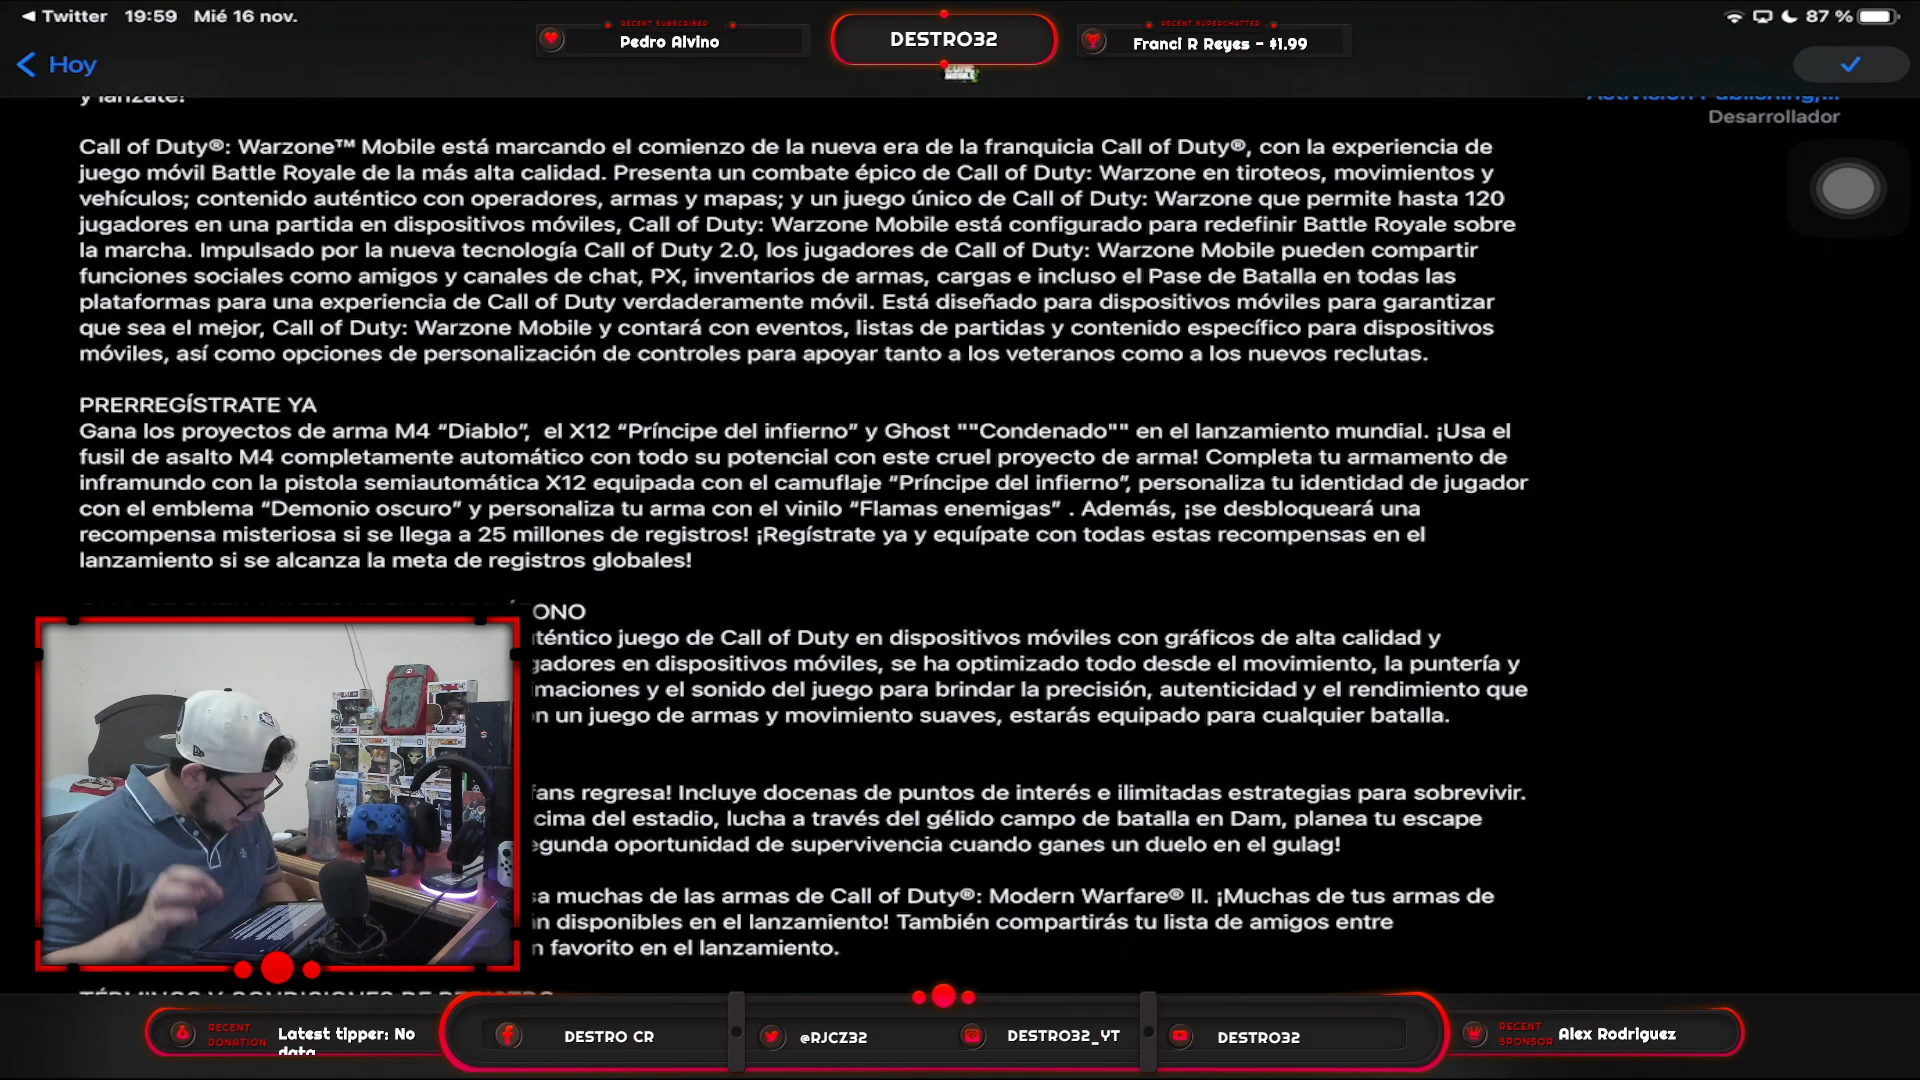 Twitter 19:59 Mié 16 nov.
RECENT SUBSCRIBER
Pedro Alvino
DESTRO32
RECENT SUPERCHATTER
Franci R Reyes - $1.99
87 %
Hoy
MOBILE
y lánzate!
Activision Publishing,...
Desarrollador
Call of Duty®: Warzone™ Mobile está marcando el comienzo de la nueva era de la franquicia Call of Duty®, con la experiencia de
juego móvil Battle Royale de la más alta calidad. Presenta un combate épico de Call of Duty: Warzone en tiroteos, movimientos y
vehículos; contenido auténtico con operadores, armas y mapas; y un juego único de Call of Duty: Warzone que permite hasta 120
jugadores en una partida en dispositivos móviles, Call of Duty: Warzone Mobile está configurado para redefinir Battle Royale sobre
la marcha. Impulsado por la nueva tecnología Call of Duty 2.0, los jugadores de Call of Duty: Warzone Mobile pueden compartir
funciones sociales como amigos y canales de chat, PX, inventarios de armas, cargas e incluso el Pase de Batalla en todas las
plataformas para una experiencia de Call of Duty verdaderamente móvil. Está diseñado para dispositivos móviles para garantizar
que sea el mejor, Call of Duty: Warzone Mobile y contará con eventos, listas de partidas y contenido específico para dispositivos
móviles, así como opciones de personalización de controles para apoyar tanto a los veteranos como a los nuevos reclutas.
PRERREGÍSTRATE YA
Gana los proyectos de arma M4 “Diablo”, el X12 “Príncipe del infierno” y Ghost ""Condenado"" en el lanzamiento mundial. ¡Usa el
fusil de asalto M4 completamente automático con todo su potencial con este cruel proyecto de arma! Completa tu armamento de
inframundo con la pistola semiautomática X12 equipada con el camuflaje “Príncipe del infierno”, personaliza tu identidad de jugador
con el emblema “Demonio oscuro” y personaliza tu arma con el vinilo “Flamas enemigas” . Además, ¡se desbloqueará una
recompensa misteriosa si se llega a 25 millones de registros! ¡Regístrate ya y equípate con todas estas recompensas en el
lanzamiento si se alcanza la meta de registros globales!
ONO
téntico juego de Call of Duty en dispositivos móviles con gráficos de alta calidad y
gadores en dispositivos móviles, se ha optimizado todo desde el movimiento, la puntería y
imaciones y el sonido del juego para brindar la precisión, autenticidad y el rendimiento que
n un juego de armas y movimiento suaves, estarás equipado para cualquier batalla.
fans regresa! Incluye docenas de puntos de interés e ilimitadas estrategias para sobrevivir.
cima del estadio, lucha a través del gélido campo de batalla en Dam, planea tu escape
egunda oportunidad de supervivencia cuando ganes un duelo en el gulag!
sa muchas de las armas de Call of Duty®: Modern Warfare® II. ¡Muchas de tus armas de
n disponibles en el lanzamiento! También compartirás tu lista de amigos entre
n favorito en el lanzamiento.
TÉRMINOS Y CONDICIONES DE REGISTRO
RECENT DONATION
Latest tipper: No data
DESTRO CR
@RJCZ32
DESTRO32_YT
DESTRO32
RECENT SPONSOR
Alex Rodriguez